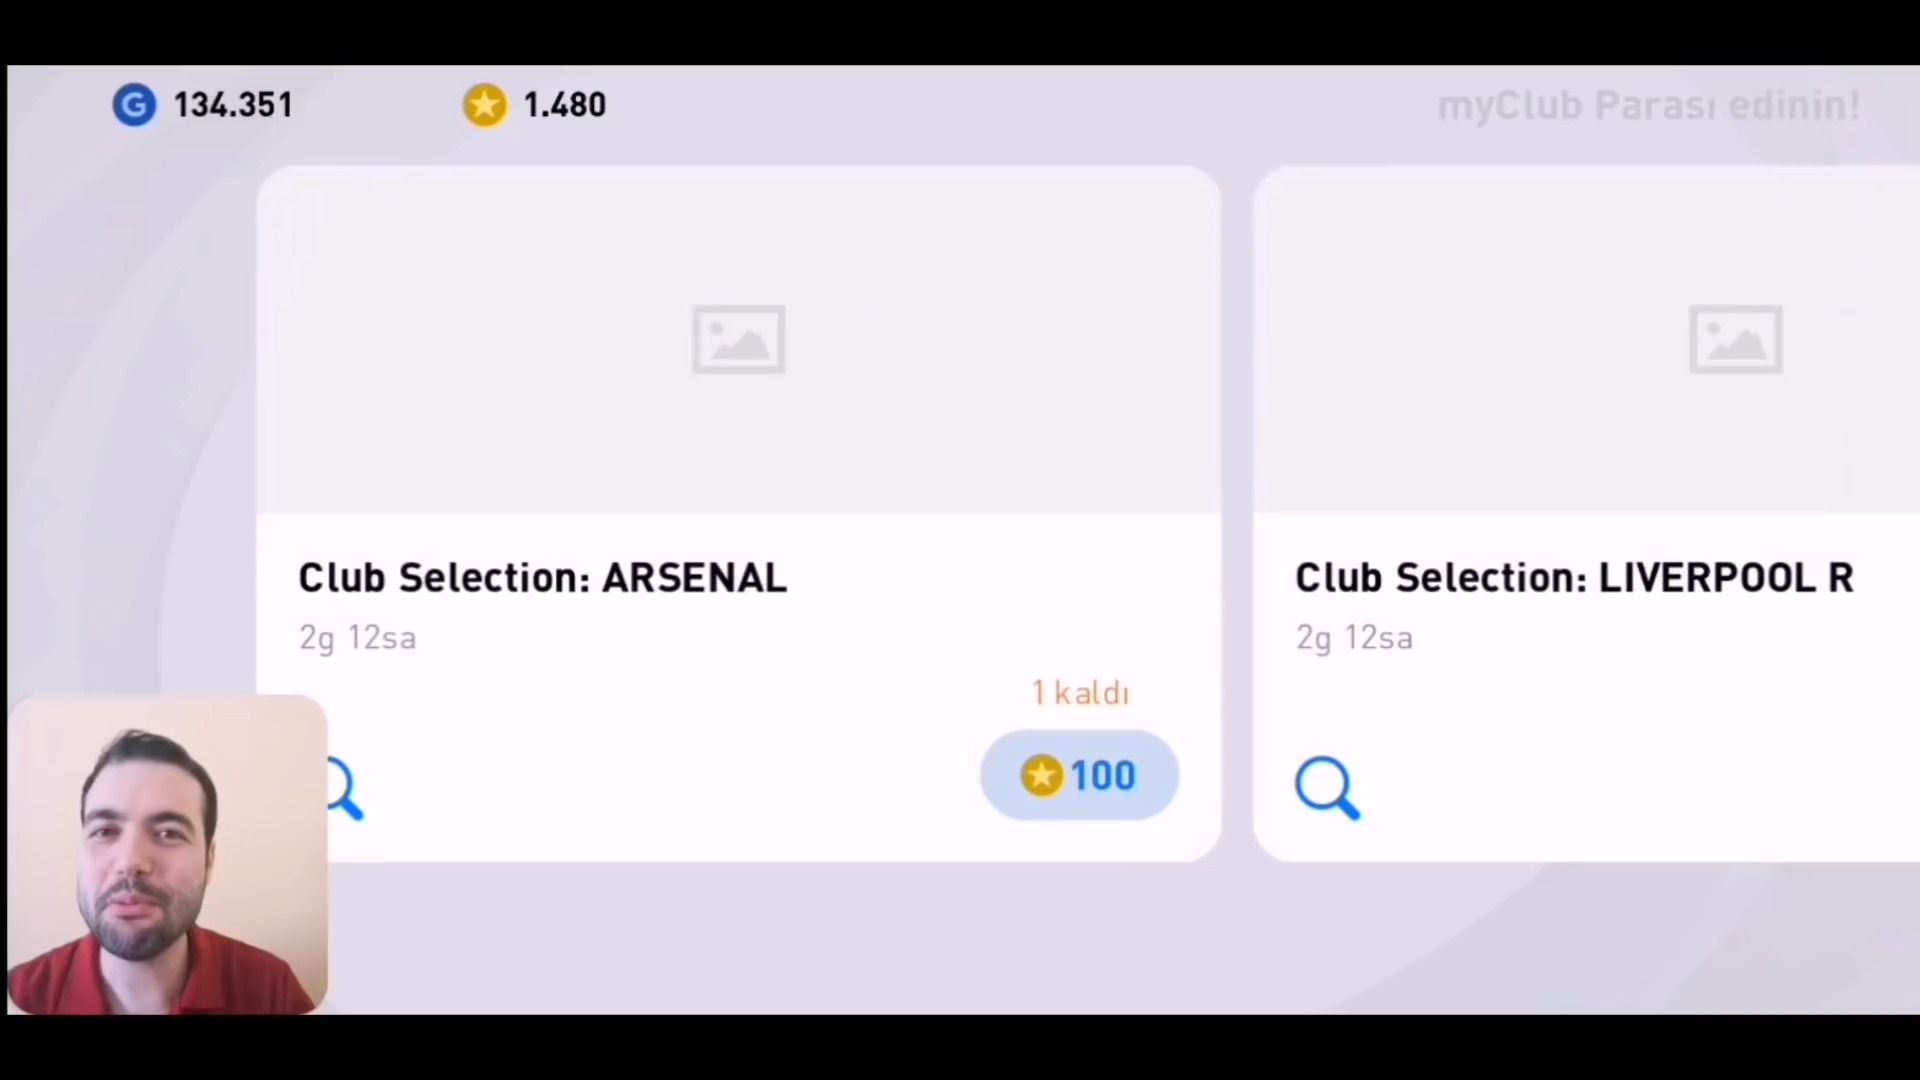 G 134.351
1.480
myClub Parası edinin!
Club Selection: ARSENAL
2g 12sa
1 kaldı
100
Club Selection: LIVERPOOL R
2g 12sa